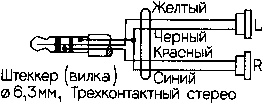 Желтый
L
Черный
Красный
R
Синий
Штеккер (вилка)
ø 6,3мм, Трехконтактный стерео